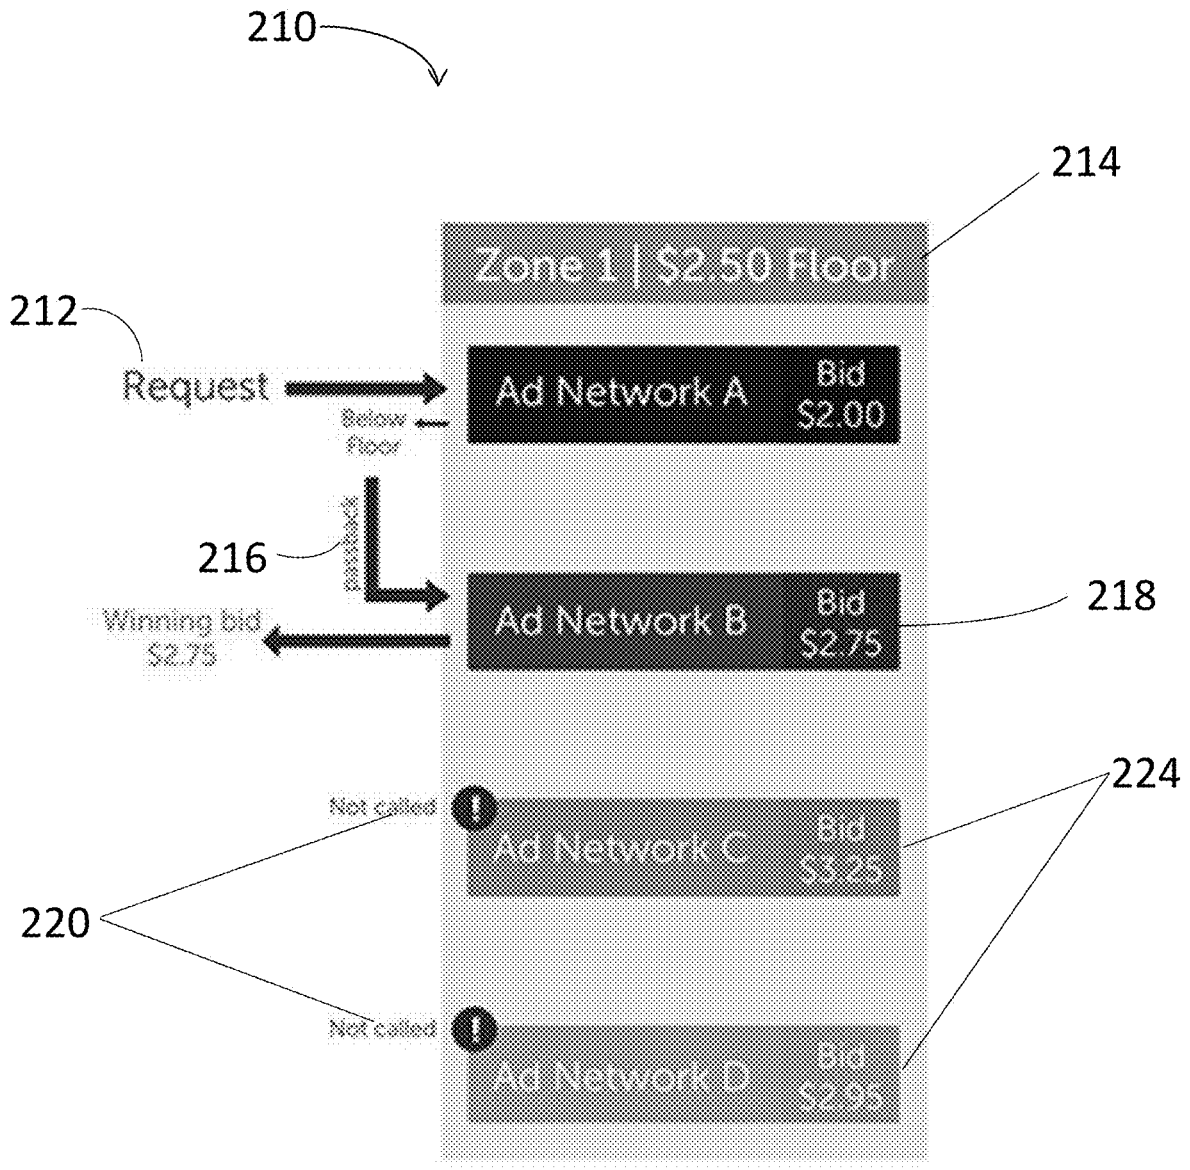 210
214
Zone 1 | $2.50 Floor
212
Request
Ad Network A
Bid
$2.00
Below
Floor
passback
216
Ad Network B
Bid
$2.75
218
Winning bid
$2.75
224
Not called
!
Ad Network C
Bid
$3.25
220
Not called
!
Ad Network D
Bid
$2.95